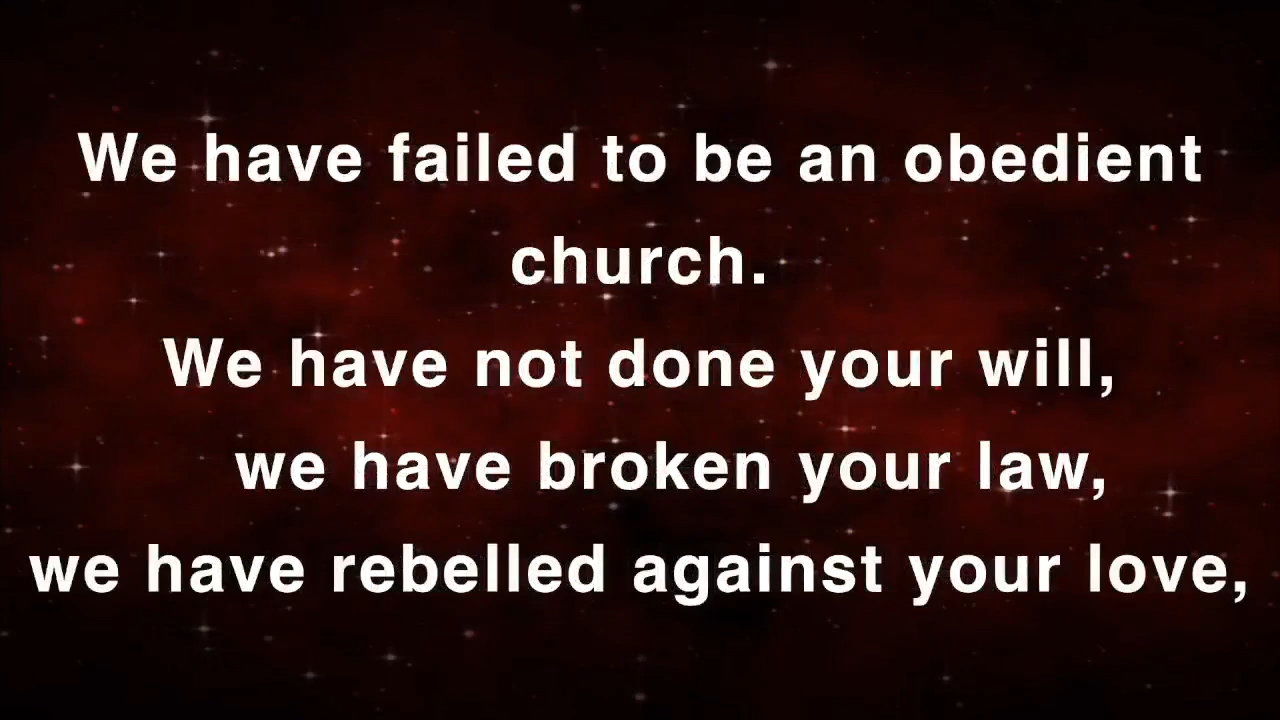 We have failed to be an obedient
church.
We have not done your will,
we have broken your law,
we have rebelled against your love,